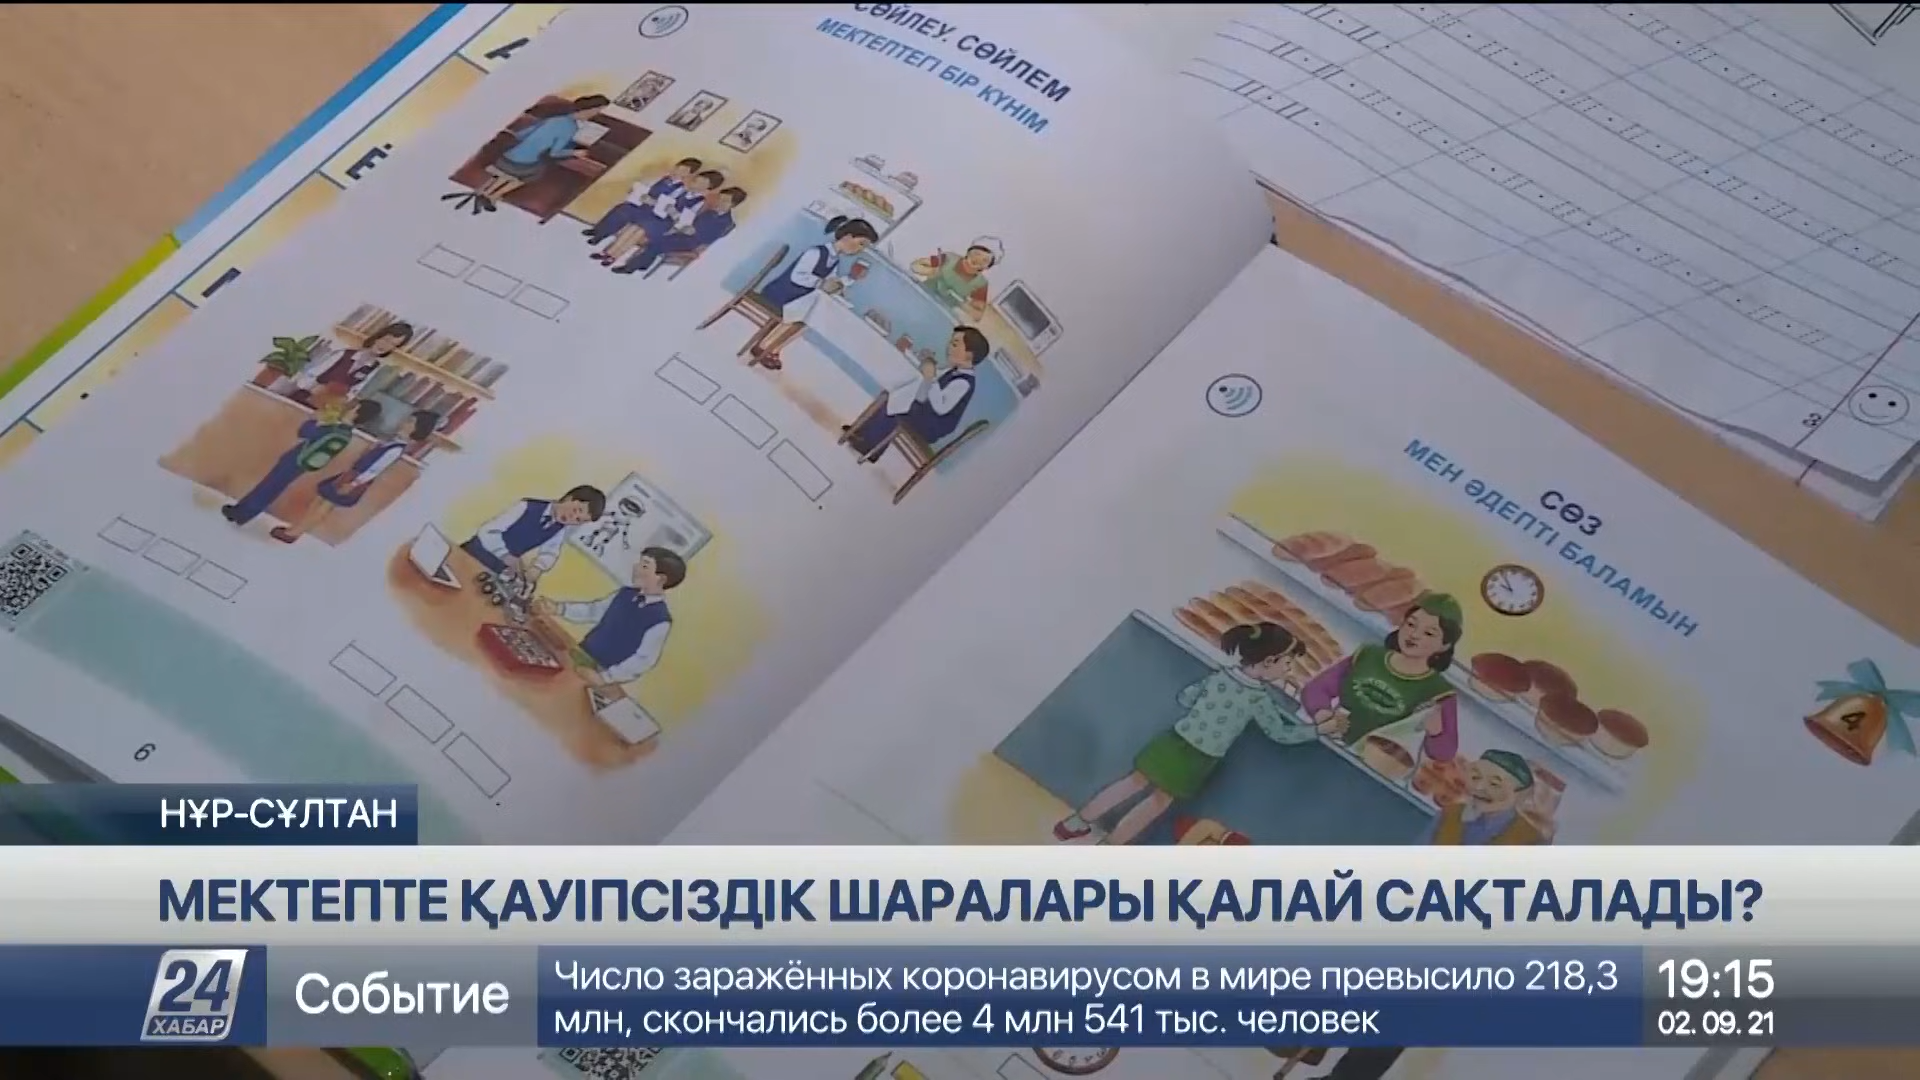 СӨЙЛЕУ. СӨЙЛЕМ
МЕКТЕПТЕГІ БІР КҮНІМ
6
3
СӨЗ
МЕН ӘДЕПТІ БАЛАМЫН
4
НҰР-СҰЛТАН
МЕКТЕПТЕ ҚАУІПСІЗДІК ШАРАЛАРЫ ҚАЛАЙ САҚТАЛАДЫ?
24
ХАБАР
Событие
Число заражённых коронавирусом в мире превысило 218,3
млн, скончались более 4 млн 541 тыс. человек
19:15
02. 09. 21